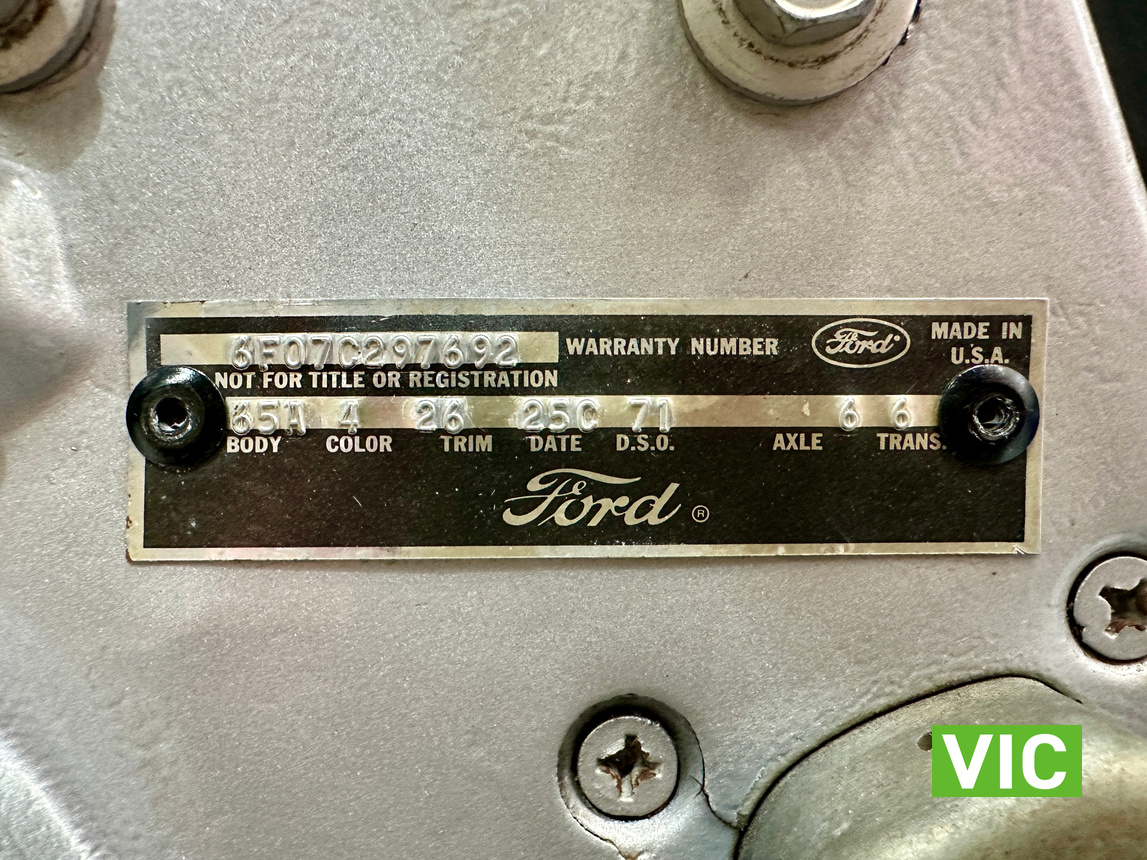 6F07C297692 WARRANTY NUMBER Ford MADE IN U.S.A.
NOT FOR TITLE OR REGISTRATION
65A 4 26 25C 71 6 6
BODY COLOR TRIM DATE D.S.O. AXLE TRANS.
Ford ®
VIC